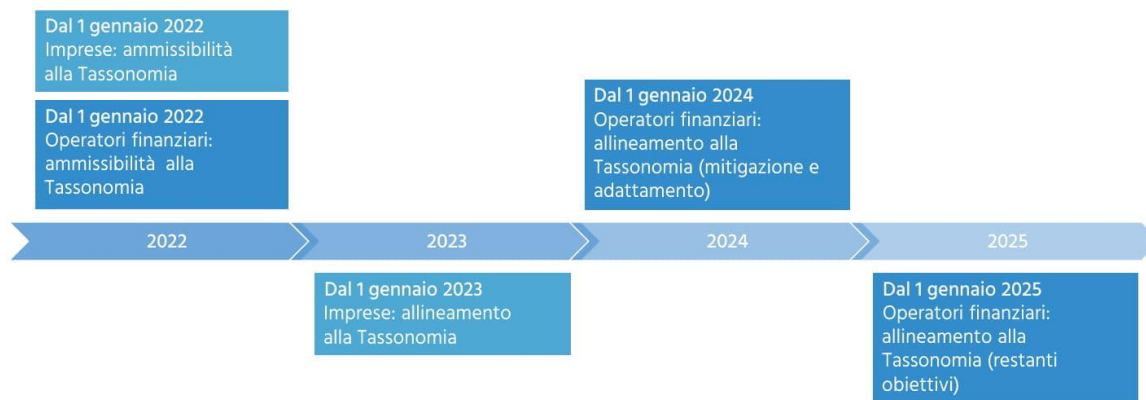 Dal 1 gennaio 2022
Imprese: ammissibilità
alla Tassonomia
Dal 1 gennaio 2022
Operatori finanziari:
ammissibilità alla
Tassonomia
Dal 1 gennaio 2024
Operatori finanziari:
allineamento alla
Tassonomia (mitigazione e
adattamento)
2022
2023
2024
2025
Dal 1 gennaio 2023
Imprese: allineamento
alla Tassonomia
Dal 1 gennaio 2025
Operatori finanziari:
allineamento alla
Tassonomia (restanti
obiettivi)